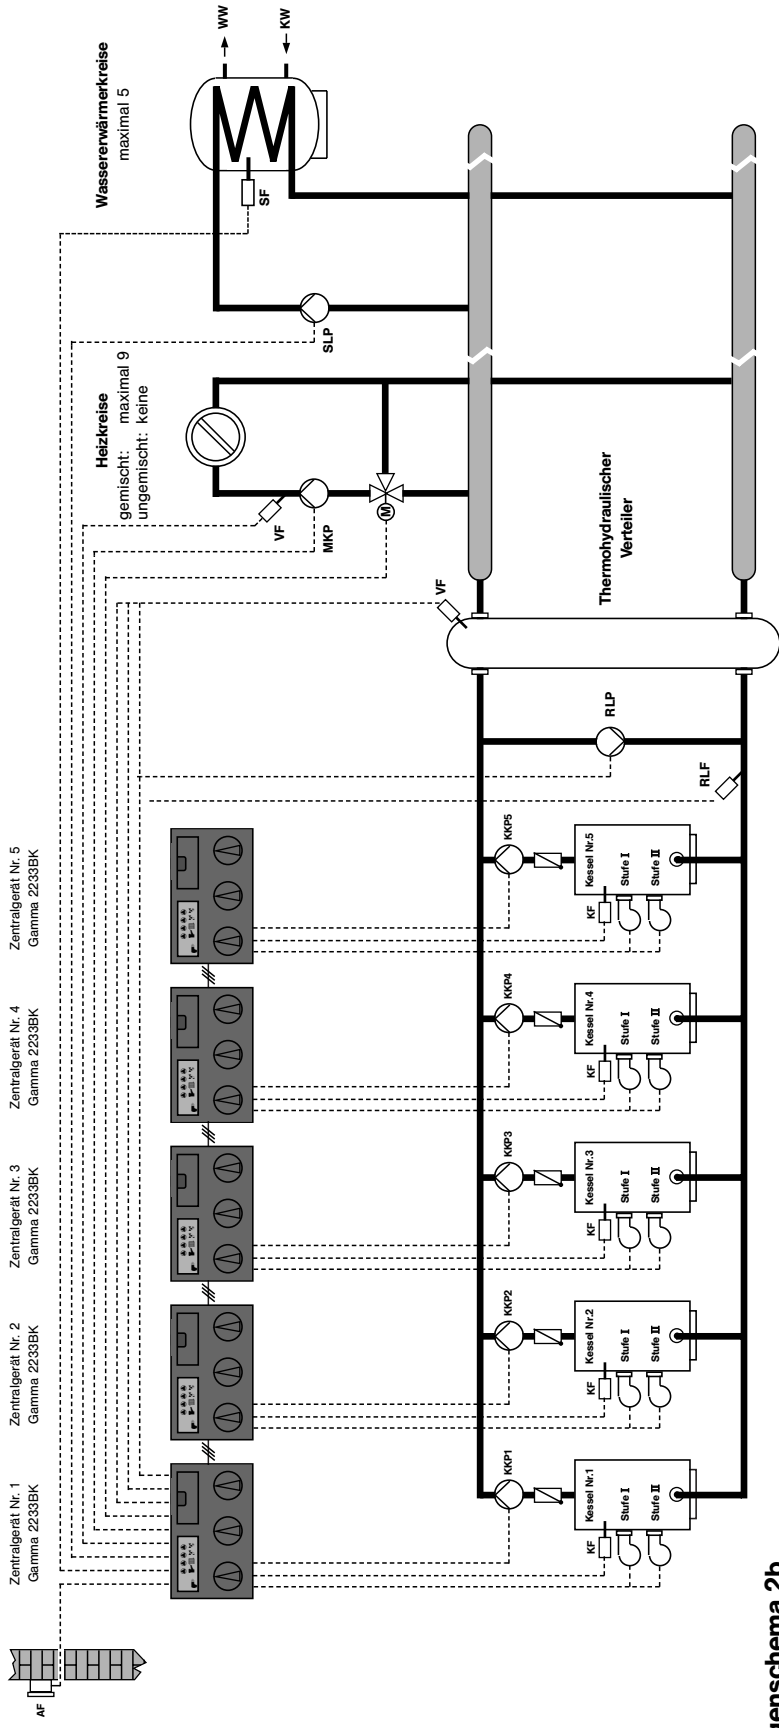 Zentralgerät Nr. 1
Gamma 2233BK
Zentralgerät Nr. 2
Gamma 2233BK
Zentralgerät Nr. 3
Gamma 2233BK
Zentralgerät Nr. 4
Gamma 2233BK
Zentralgerät Nr. 5
Gamma 2233BK
AF
Heizkreise
gemischt: maximal 9
ungemischt: keine
Wassererwärmerkreise
maximal 5
WW
KW
SF
VF
MKP
M
SLP
VF
Thermohydraulischer
Verteiler
RLP
RLF
KKP1
KKP2
KKP3
KKP4
KKP5
KF
Kessel Nr.1
Stufe I
Stufe II
KF
Kessel Nr.2
Stufe I
Stufe II
KF
Kessel Nr.3
Stufe I
Stufe II
KF
Kessel Nr.4
Stufe I
Stufe II
KF
Kessel Nr.5
Stufe I
Stufe II
enschema 2b